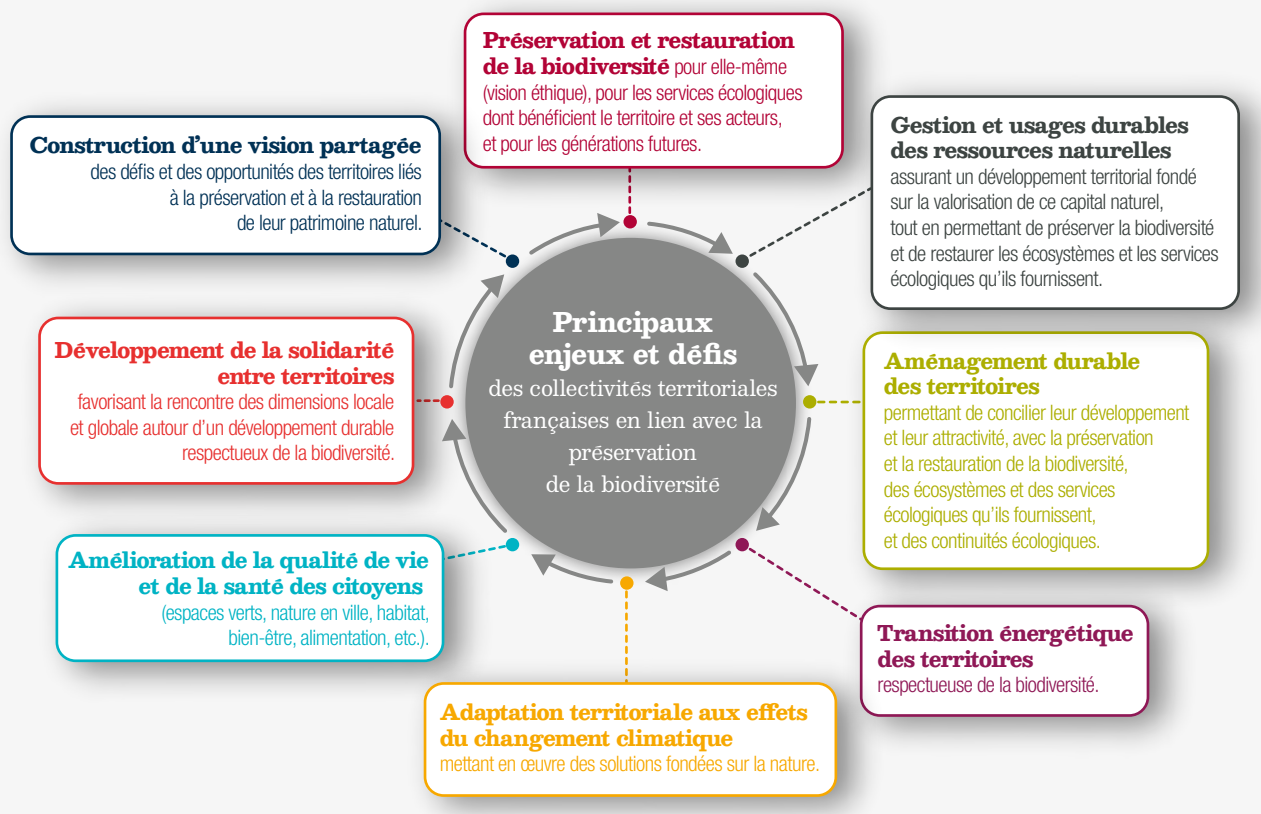 Préservation et restauration
de la biodiversité pour elle-même
(vision éthique), pour les services écologiques
dont bénéficient le territoire et ses acteurs,
et pour les générations futures.
Gestion et usages durables
des ressources naturelles
assurant un développement territorial fondé
sur la valorisation de ce capital naturel,
tout en permettant de préserver la biodiversité
et de restaurer les écosystèmes et les services
écologiques qu'ils fournissent.
Aménagement durable
des territoires
permettant de concilier leur développement
et leur attractivité, avec la préservation
et la restauration de la biodiversité,
des écosystèmes et des services
écologiques qu'ils fournissent,
et des continuités écologiques.
Transition énergétique
des territoires
respectueuse de la biodiversité.
Adaptation territoriale aux effets
du changement climatique
mettant en œuvre des solutions fondées sur la nature.
Amélioration de la qualité de vie
et de la santé des citoyens
(espaces verts, nature en ville, habitat,
bien-être, alimentation, etc.).
Développement de la solidarité
entre territoires
favorisant la rencontre des dimensions locale
et globale autour d'un développement durable
respectueux de la biodiversité.
Construction d'une vision partagée
des défis et des opportunités des territoires liés
à la préservation et à la restauration
de leur patrimoine naturel.
Principaux
enjeux et défis
des collectivités territoriales
françaises en lien avec la
préservation
de la biodiversité